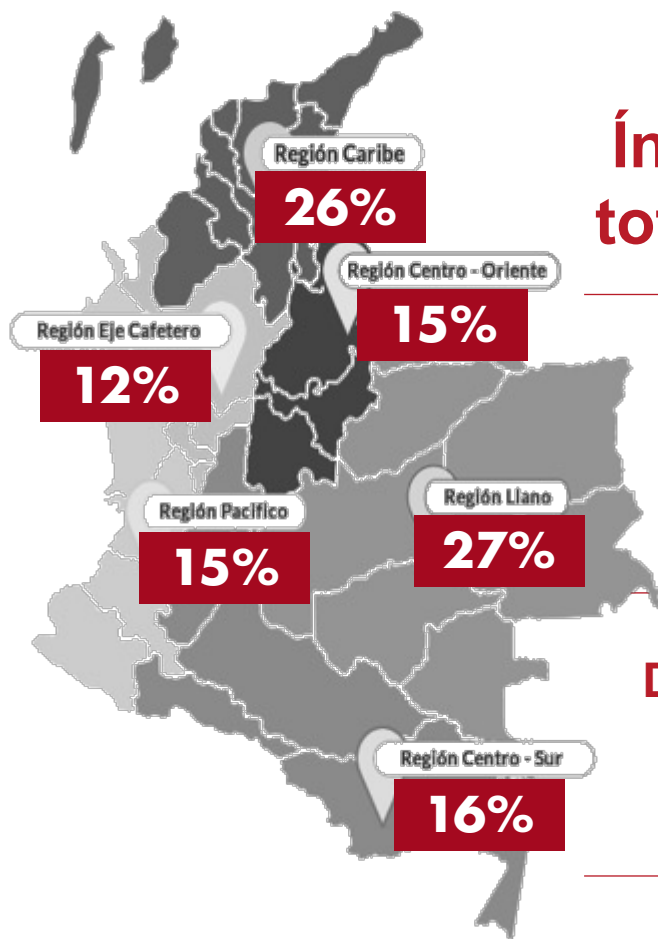 Región Caribe
26%
Región Centro - Oriente
15%
Región Eje Cafetero
12%
Región Pacifico
15%
Región Llano
27%
Región Centro - Sur
16%